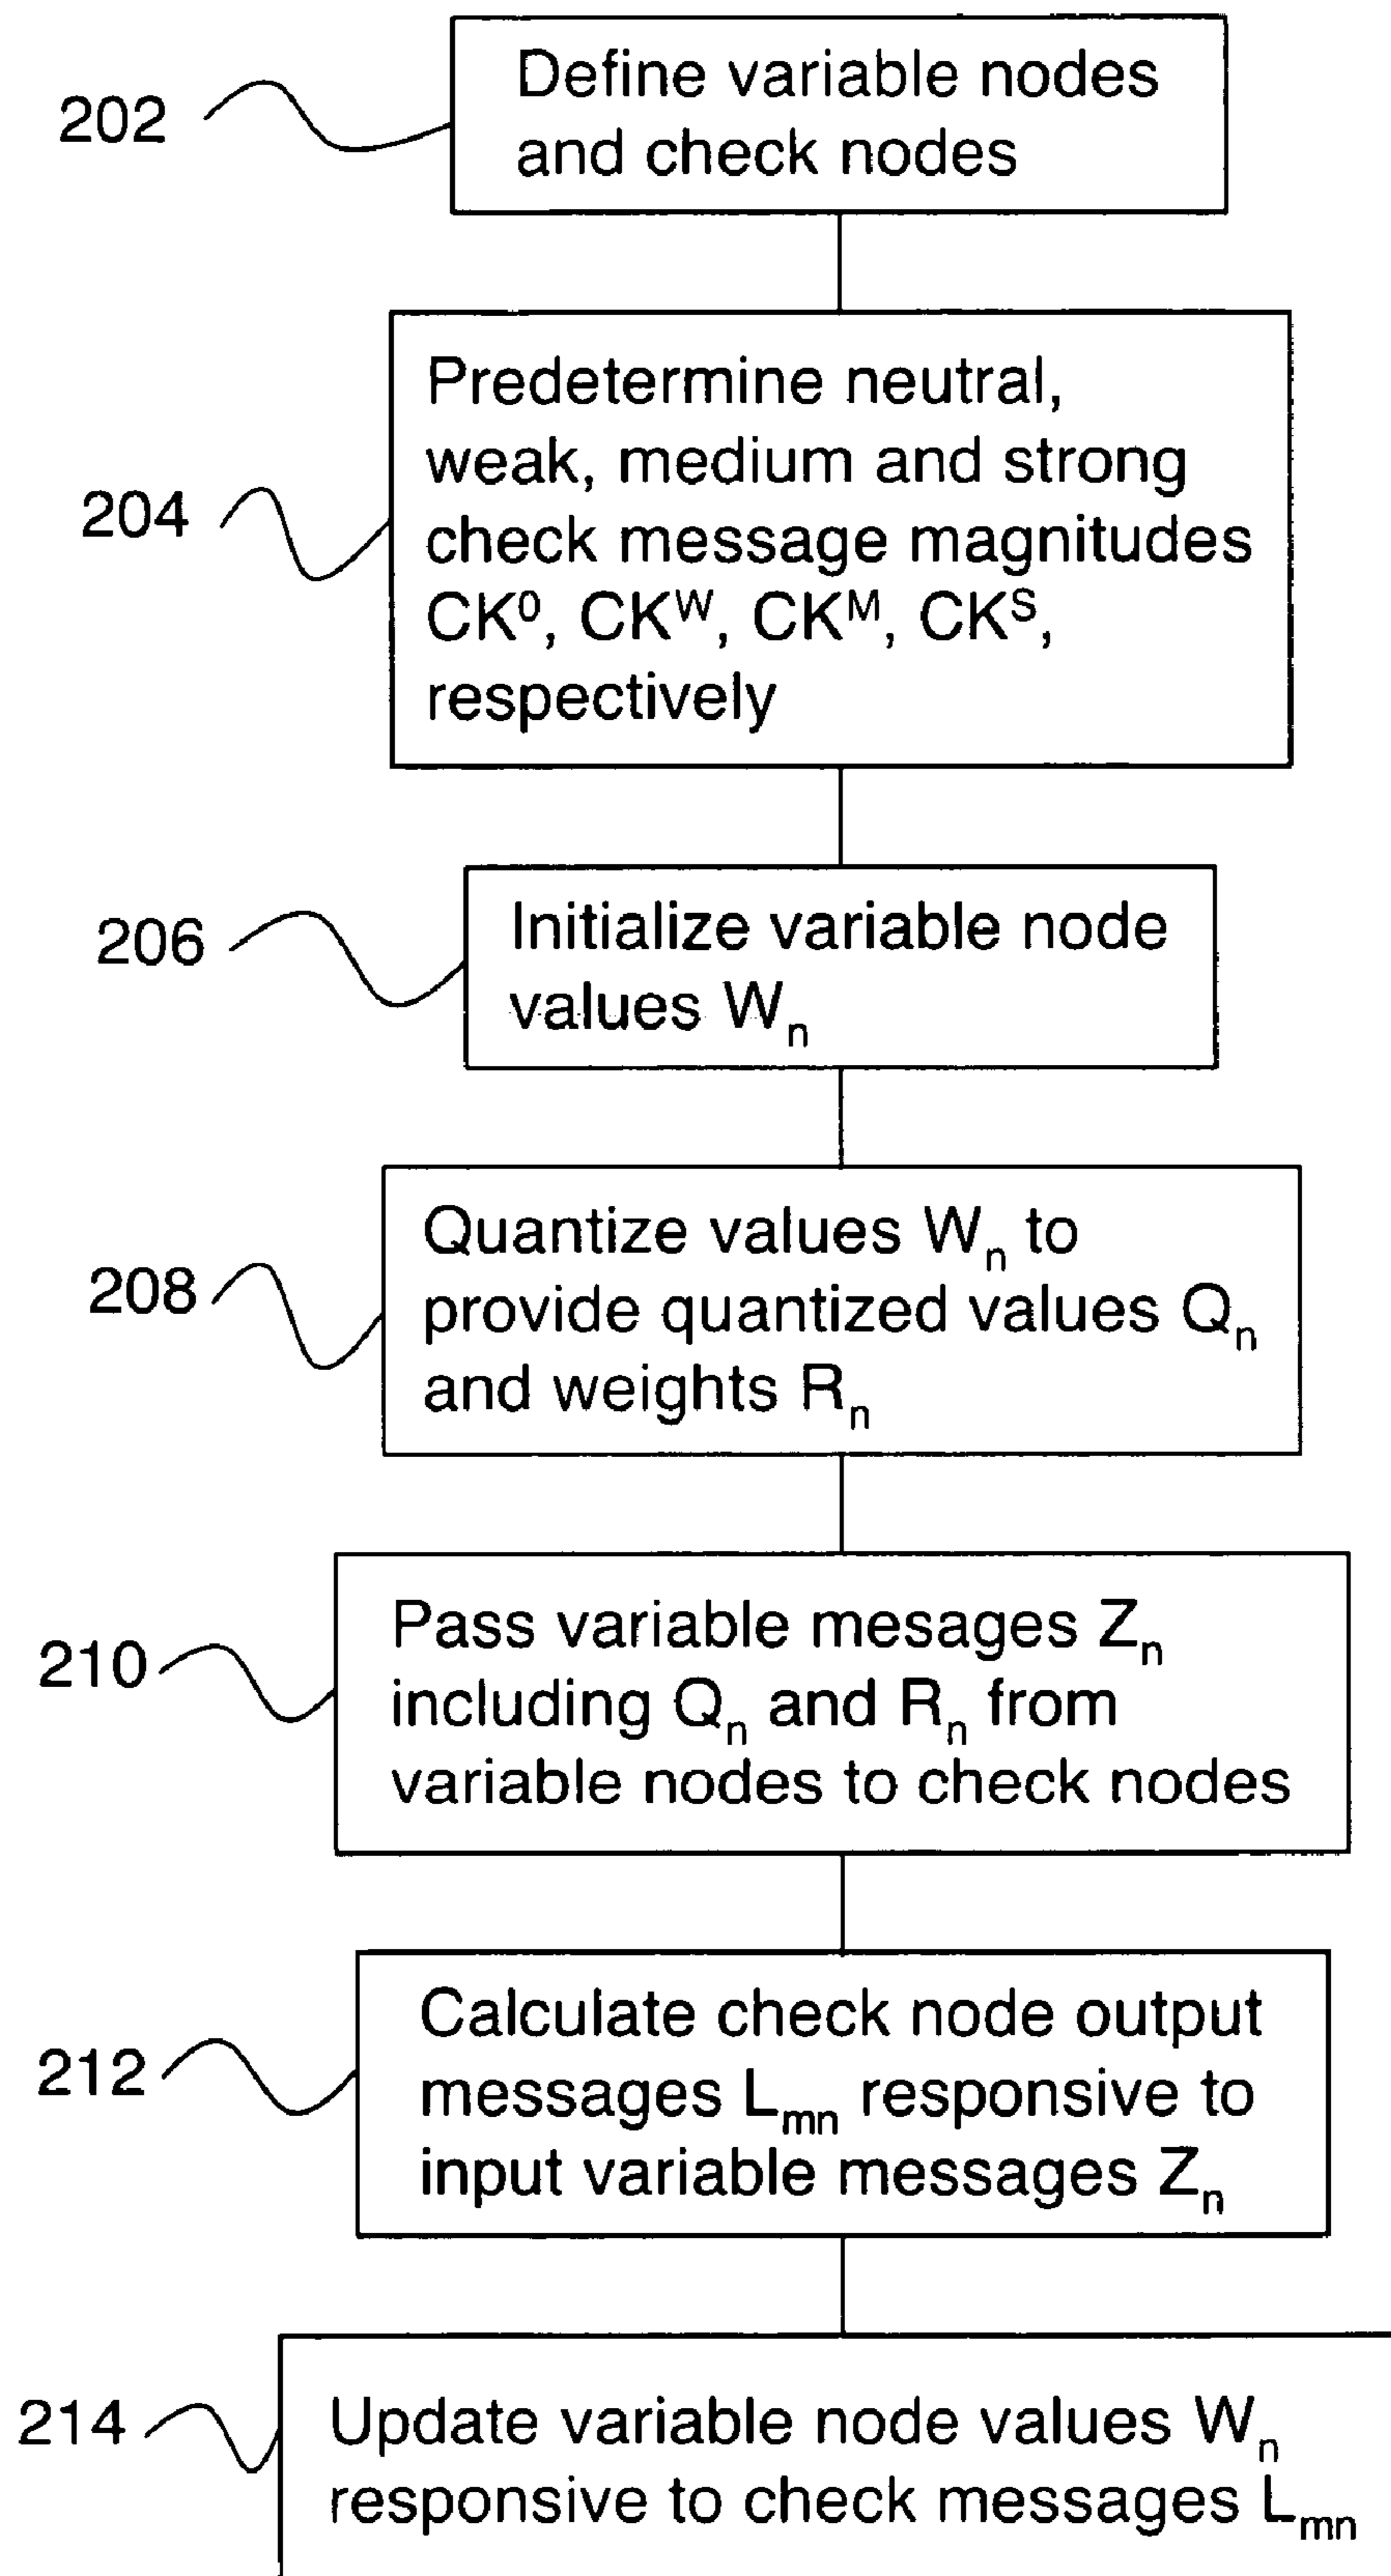 202
Define variable nodes
and check nodes
204
Predetermine neutral,
weak, medium and strong
check message magnitudes
CK⁰, CKᵂ, CKᴹ, CKˢ,
respectively
206
Initialize variable node
values Wₙ
208
Quantize values Wₙ to
provide quantized values Qₙ
and weights Rₙ
210
Pass variable mesages Zₙ
including Qₙ and Rₙ from
variable nodes to check nodes
212
Calculate check node output
messages Lₘₙ responsive to
input variable messages Zₙ
214
Update variable node values Wₙ
responsive to check messages Lₘₙ